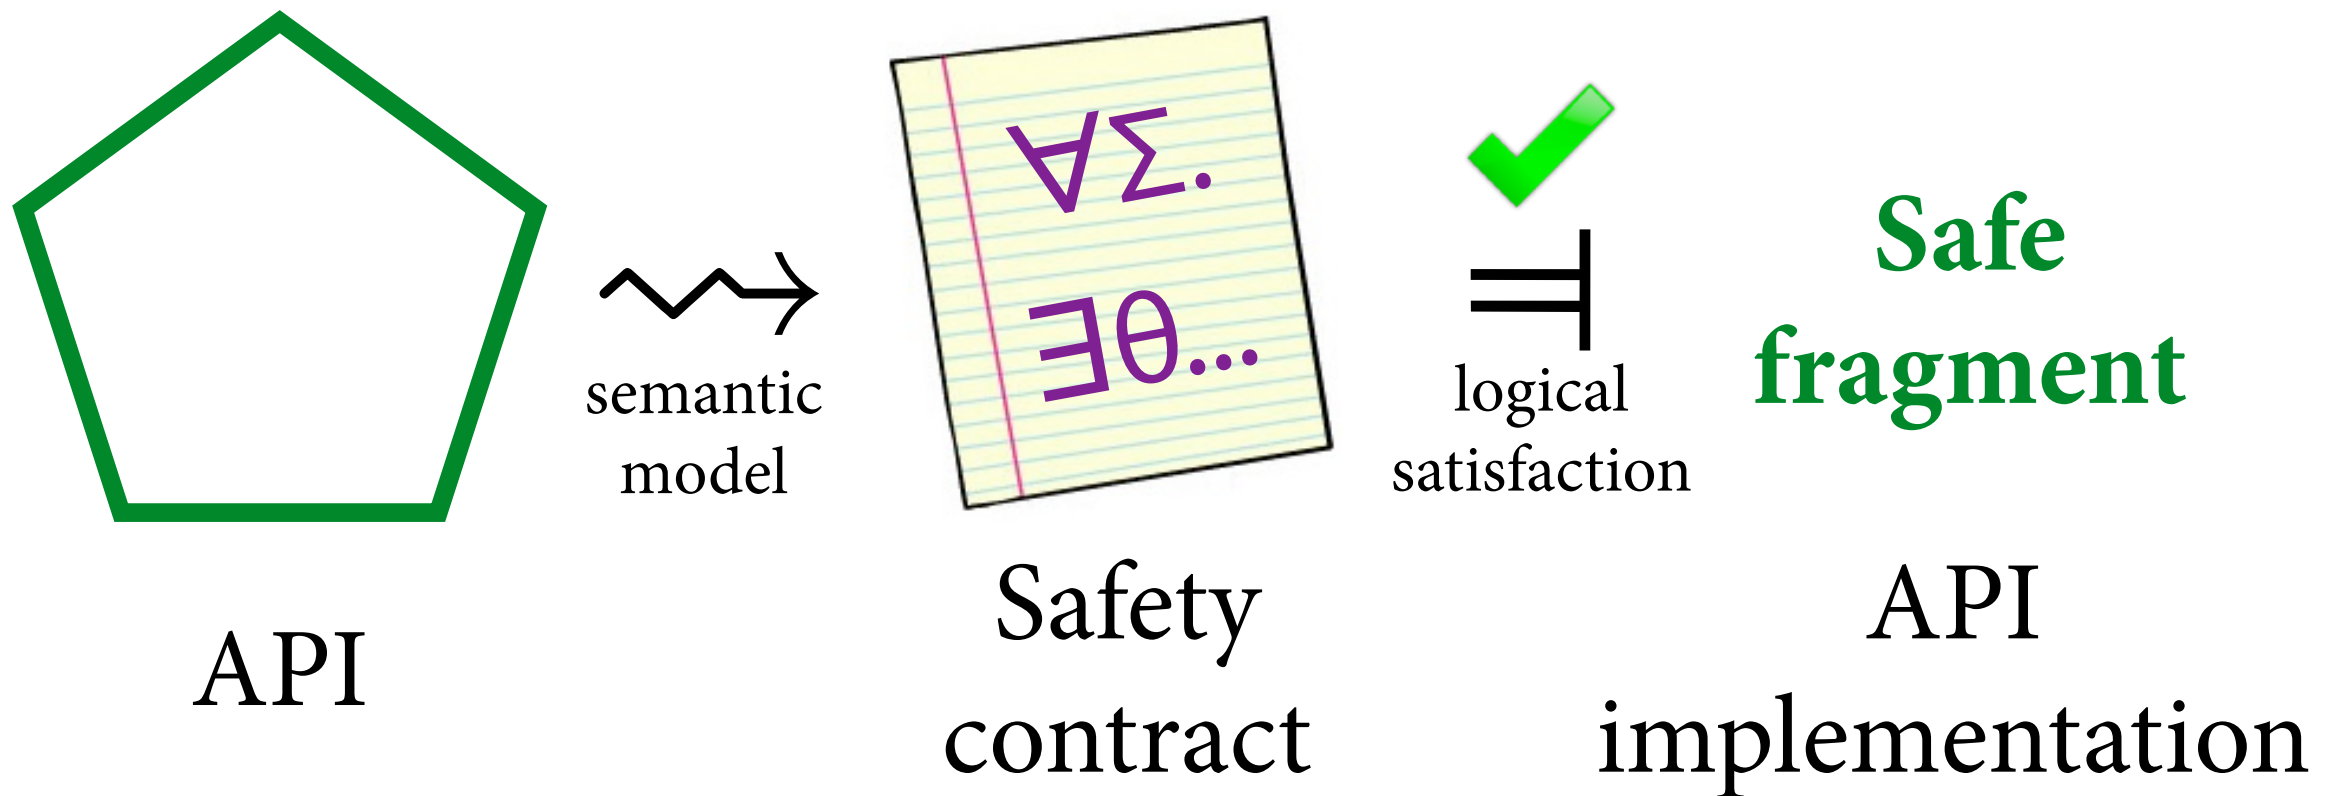 API
semantic
model
∀Σ.
∃θ...
Safety
contract
logical
satisfaction
Safe
fragment
API
implementation